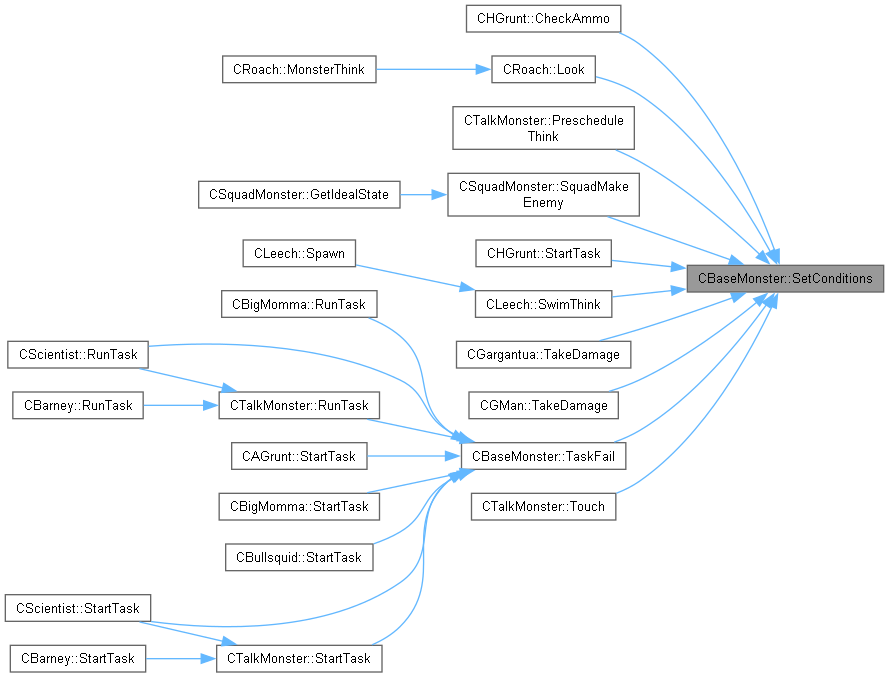 CHGrunt::CheckAmmo
CRoach::MonsterThink
CRoach::Look
CTalkMonster::Preschedule
Think
CSquadMonster::GetIdealState
CSquadMonster::SquadMake
Enemy
CLeech::Spawn
CHGrunt::StartTask
CBaseMonster::SetConditions
CBigMomma::RunTask
CLeech::SwimThink
CScientist::RunTask
CGargantua::TakeDamage
CBarney::RunTask
CTalkMonster::RunTask
CGMan::TakeDamage
CAGrunt::StartTask
CBaseMonster::TaskFail
CBigMomma::StartTask
CTalkMonster::Touch
CBullsquid::StartTask
CScientist::StartTask
CBarney::StartTask
CTalkMonster::StartTask